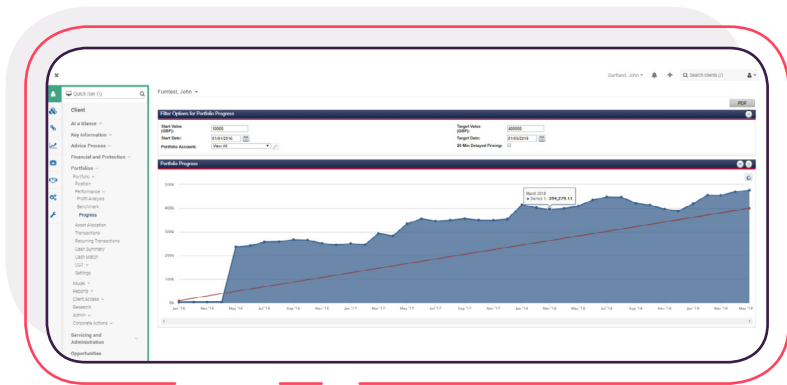 Quick nav (/)
Search clients (/)
Client
At a Glance
Key Information
Advice Process
Financial and Protection
Portfolios
Portfolio
Position
Performance
Profit Analysis
Benchmark
Progress
Asset Allocation
Transactions
Recurring Transactions
Cash Summary
Cash Match
CGT
Settings
Model
Reports
Client Access
Research
Admin
Corporate Actions
Servicing and
Administration
Opportunities
PDF
Filter Options for Portfolio Progress
Start Value
(GBP):
10000
Target Value
(GBP):
400000
Start Date:
01/01/2016
Target Date:
Portfolio Account:
View All
20 Min Delayed Pricing:
Portfolio Progress
500k
400k
300k
200k
100k
0k
March 2018
Series 1: 394,279.11
Jan '16 Mar '16 May '16 Jul '16 Sep '16 Nov '16 Jan '17 Mar '17 May '17 Jul '17 Sep '17 Nov '17 Jan '18 Mar '18 May '18 Jul '18 Sep '18 Nov '18 Jan '19 Mar '19 May '19